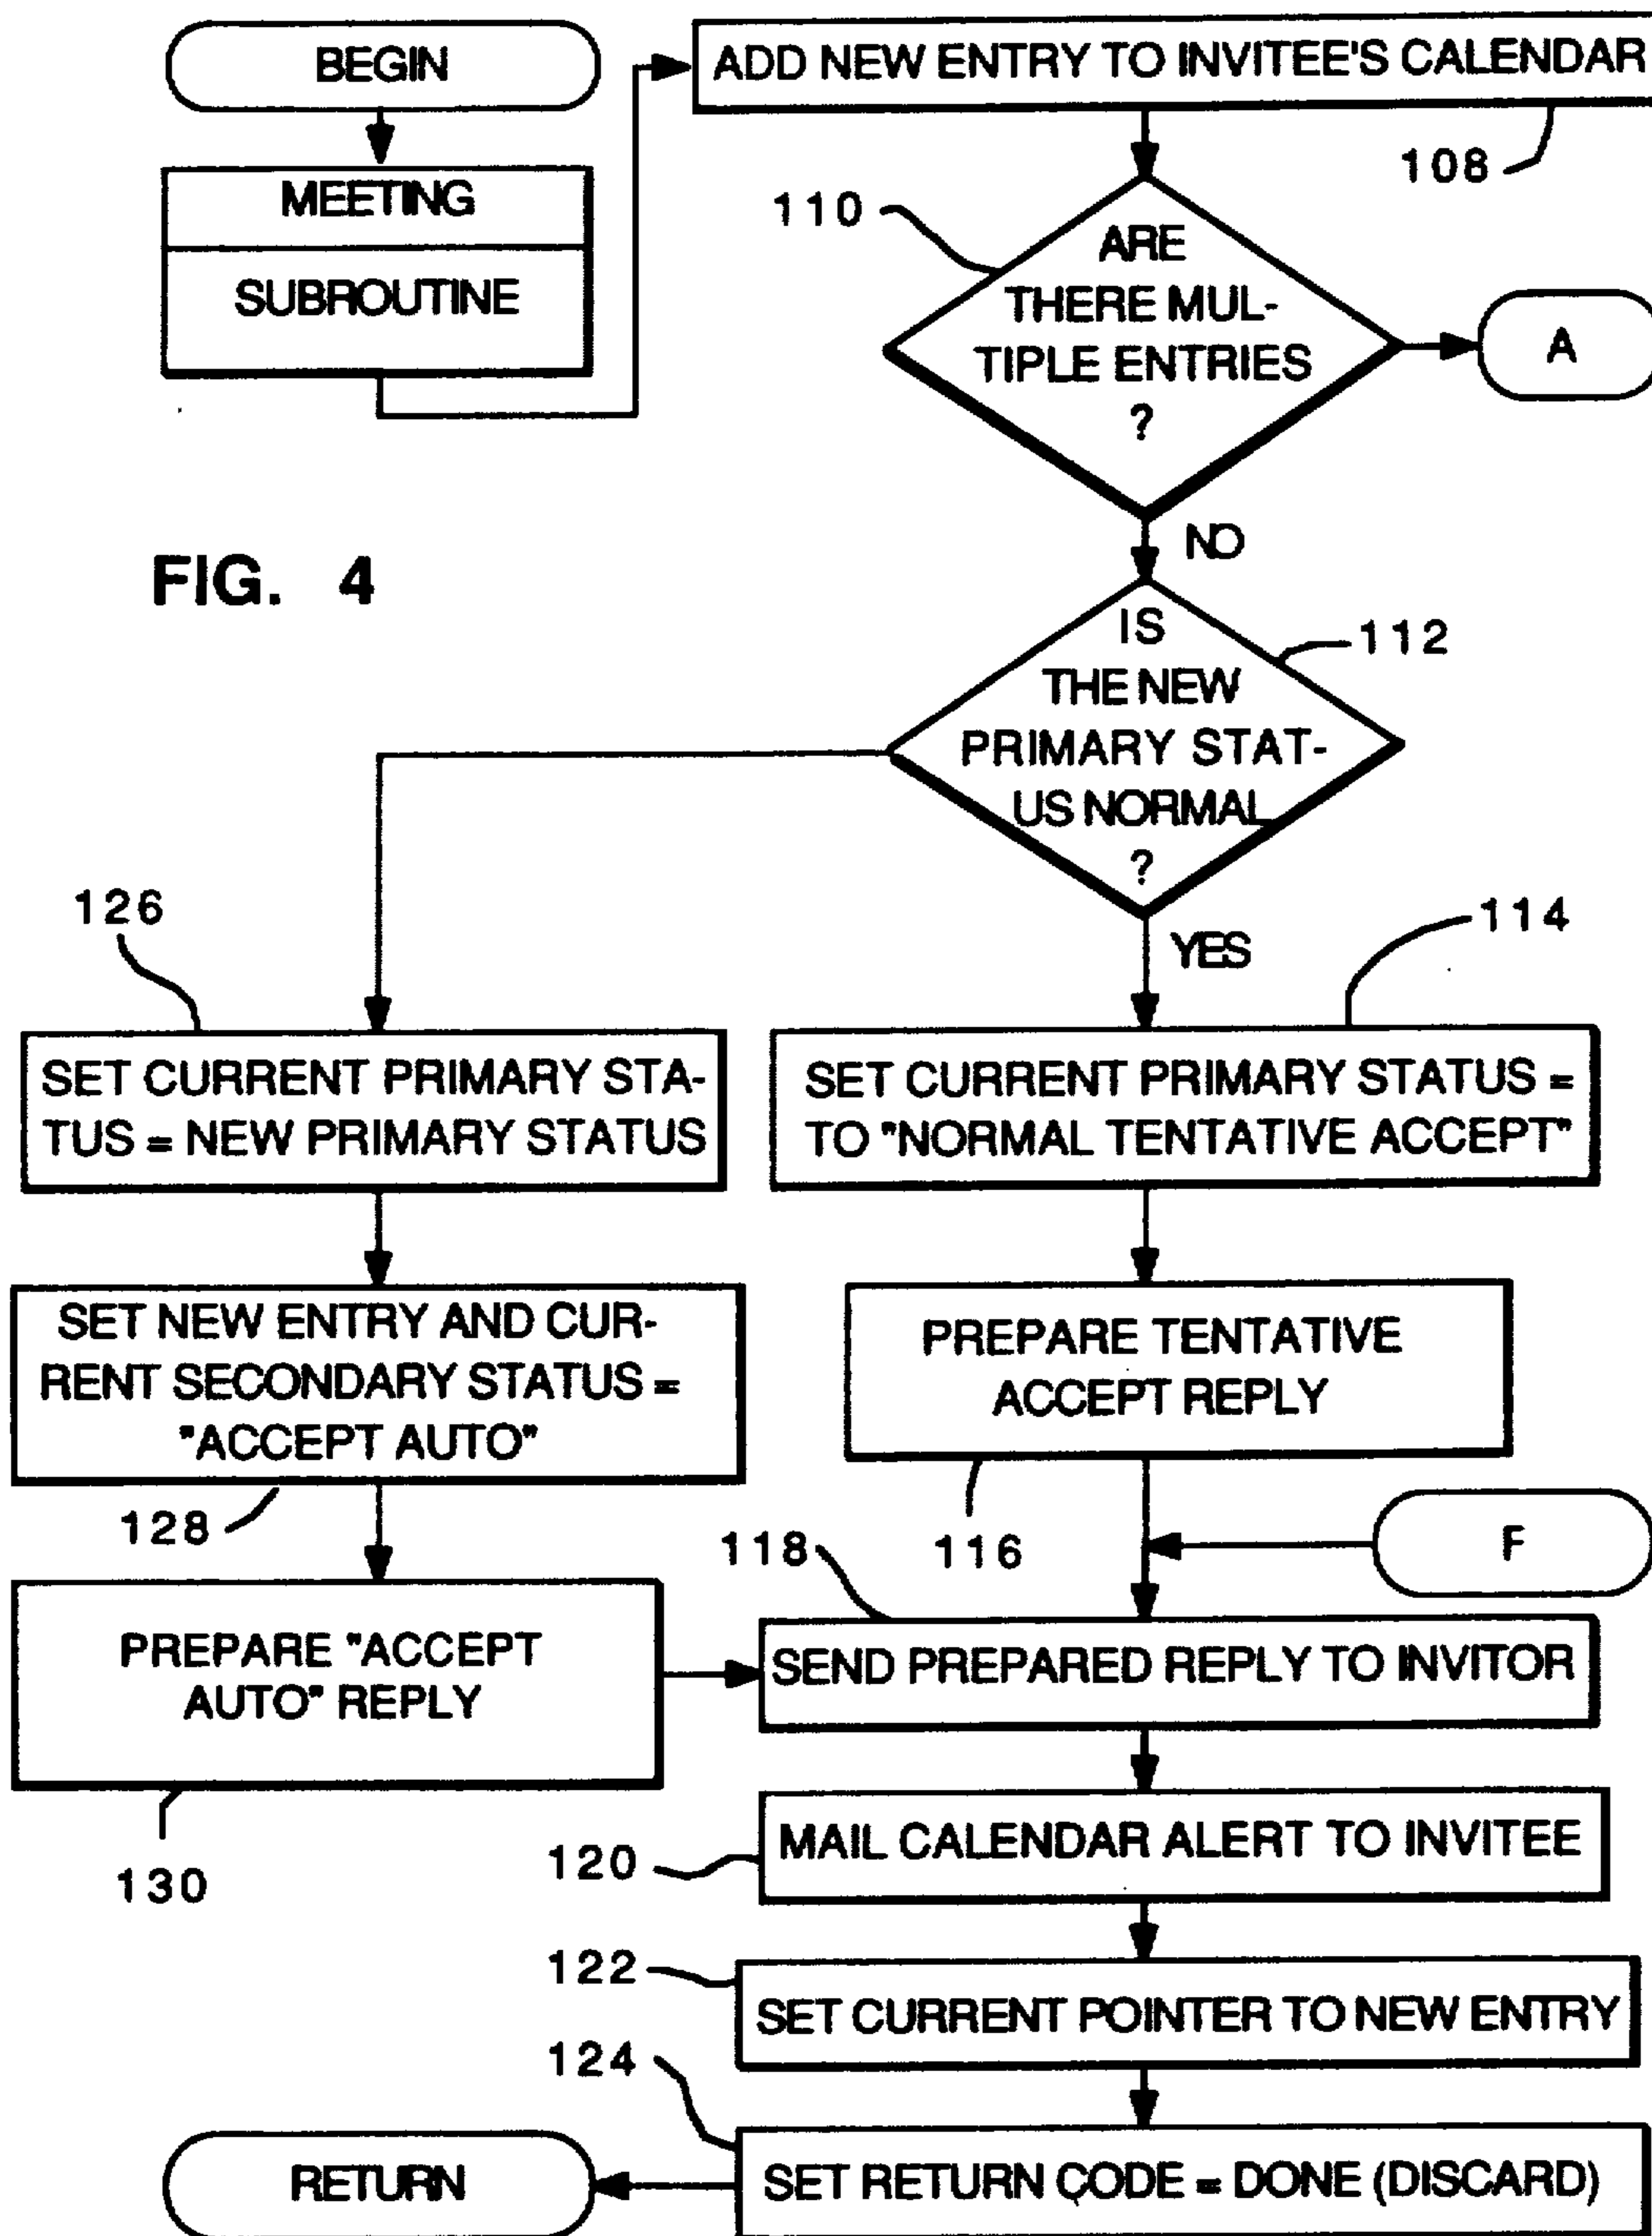 BEGIN
MEETING
SUBROUTINE
ADD NEW ENTRY TO INVITEE'S CALENDAR
108
110
ARE
THERE MUL-
TIPLE ENTRIES
?
A
NO
FIG. 4
IS
THE NEW
PRIMARY STAT-
US NORMAL
?
112
YES
126
114
SET CURRENT PRIMARY STA-
TUS = NEW PRIMARY STATUS
SET CURRENT PRIMARY STATUS =
TO "NORMAL TENTATIVE ACCEPT"
SET NEW ENTRY AND CUR-
RENT SECONDARY STATUS =
"ACCEPT AUTO"
128
PREPARE TENTATIVE
ACCEPT REPLY
116
F
118
PREPARE "ACCEPT
AUTO" REPLY
130
SEND PREPARED REPLY TO INVITOR
MAIL CALENDAR ALERT TO INVITEE
120
122
SET CURRENT POINTER TO NEW ENTRY
124
SET RETURN CODE = DONE (DISCARD)
RETURN